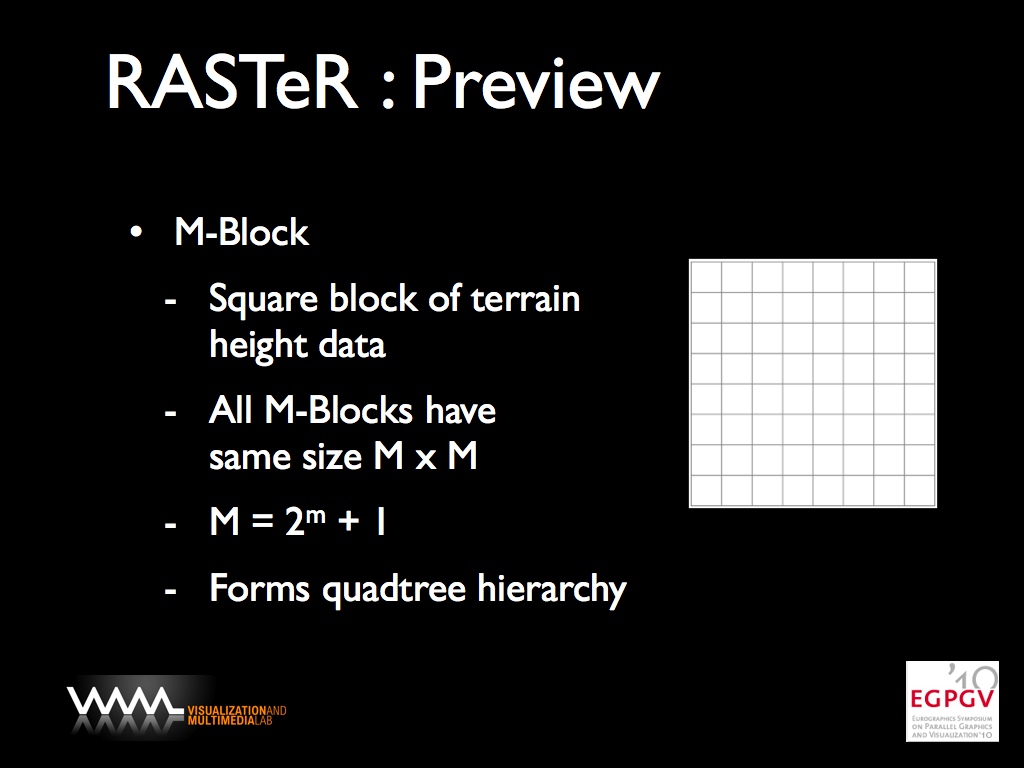 RASTeR : Preview
• M-Block
- Square block of terrain
height data
- All M-Blocks have
same size M x M
- M = 2ᵐ + 1
- Forms quadtree hierarchy
VISUALIZATIONAND
MULTIMEDIALAB
'10
EGPGV
EUROGRAPHICS SYMPOSIUM
ON PARALLEL GRAPHICS
AND VISUALIZATION'10